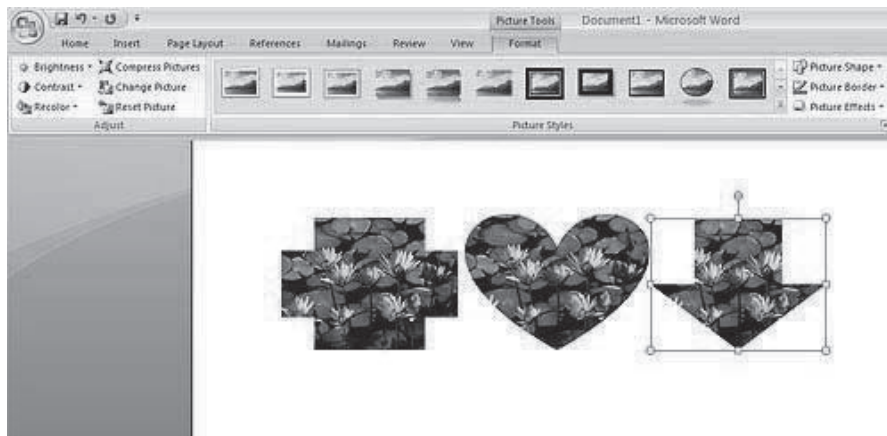 Picture Tools Document1 - Microsoft Word
Home Insert Page Layout References Mailings Review View Format
Brightness Compress Pictures Picture Shape
Contrast Change Picture Picture Border
Recolor Reset Picture Picture Effects
Adjust Picture Styles